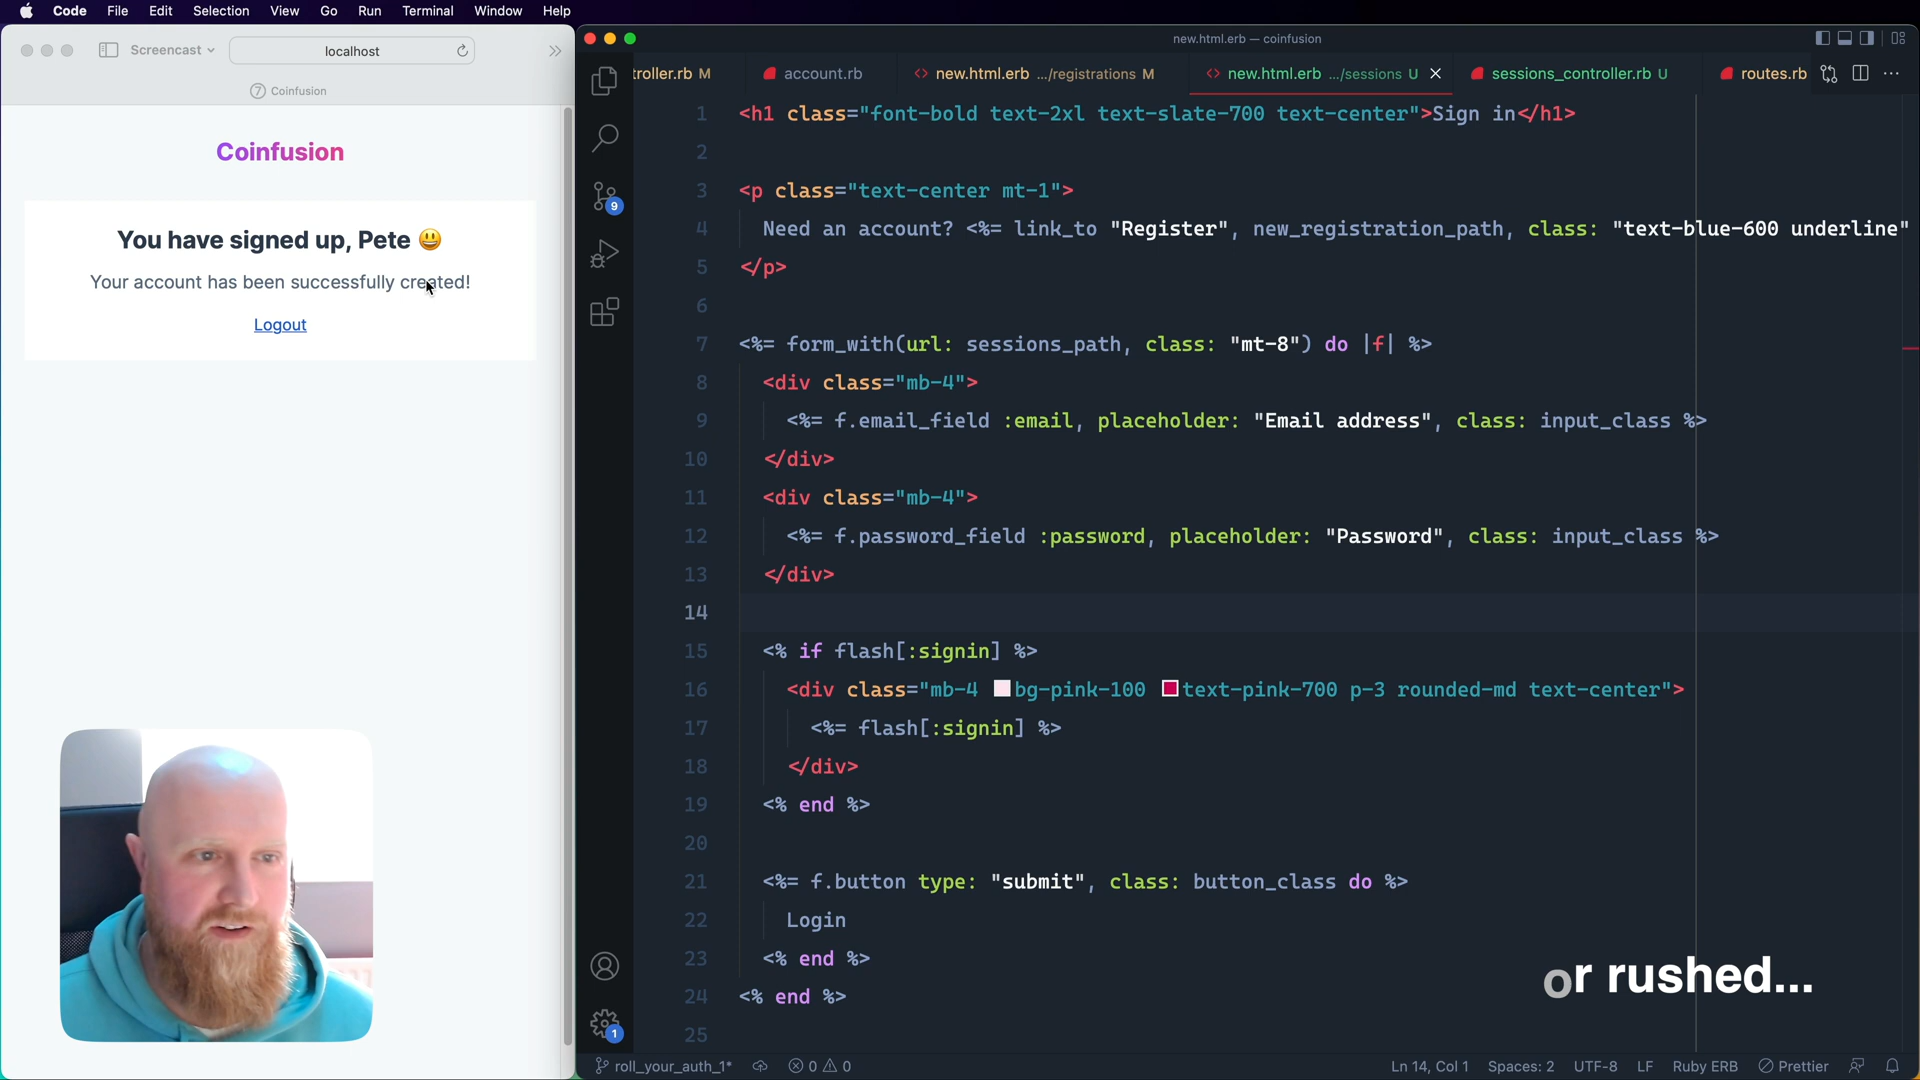 Code File Edit Selection View Go Run Terminal Window Help
Screencast
localhost
Coinfusion
Coinfusion
You have signed up, Pete 😃
Your account has been successfully created!
Logout
new.html.erb — coinfusion
troller.rb M
account.rb
<> new.html.erb .../registrations M
<> new.html.erb .../sessions U
sessions_controller.rb U
routes.rb
9
1 <h1 class="font-bold text-2xl text-slate-700 text-center">Sign in</h1>
2
3 <p class="text-center mt-1">
4 Need an account? <%= link_to "Register", new_registration_path, class: "text-blue-600 underline"
5 </p>
6
7 <%= form_with(url: sessions_path, class: "mt-8") do |f| %>
8 <div class="mb-4">
9 <%= f.email_field :email, placeholder: "Email address", class: input_class %>
10 </div>
11 <div class="mb-4">
12 <%= f.password_field :password, placeholder: "Password", class: input_class %>
13 </div>
14
15 <% if flash[:signin] %>
16 <div class="mb-4 bg-pink-100 text-pink-700 p-3 rounded-md text-center">
17 <%= flash[:signin] %>
18 </div>
19 <% end %>
20
21 <%= f.button type: "submit", class: button_class do %>
22 Login
23 <% end %>
24 <% end %>
25
or rushed...
1
roll_your_auth_1* 0 0 Ln 14, Col 1 Spaces: 2 UTF-8 LF Ruby ERB Prettier